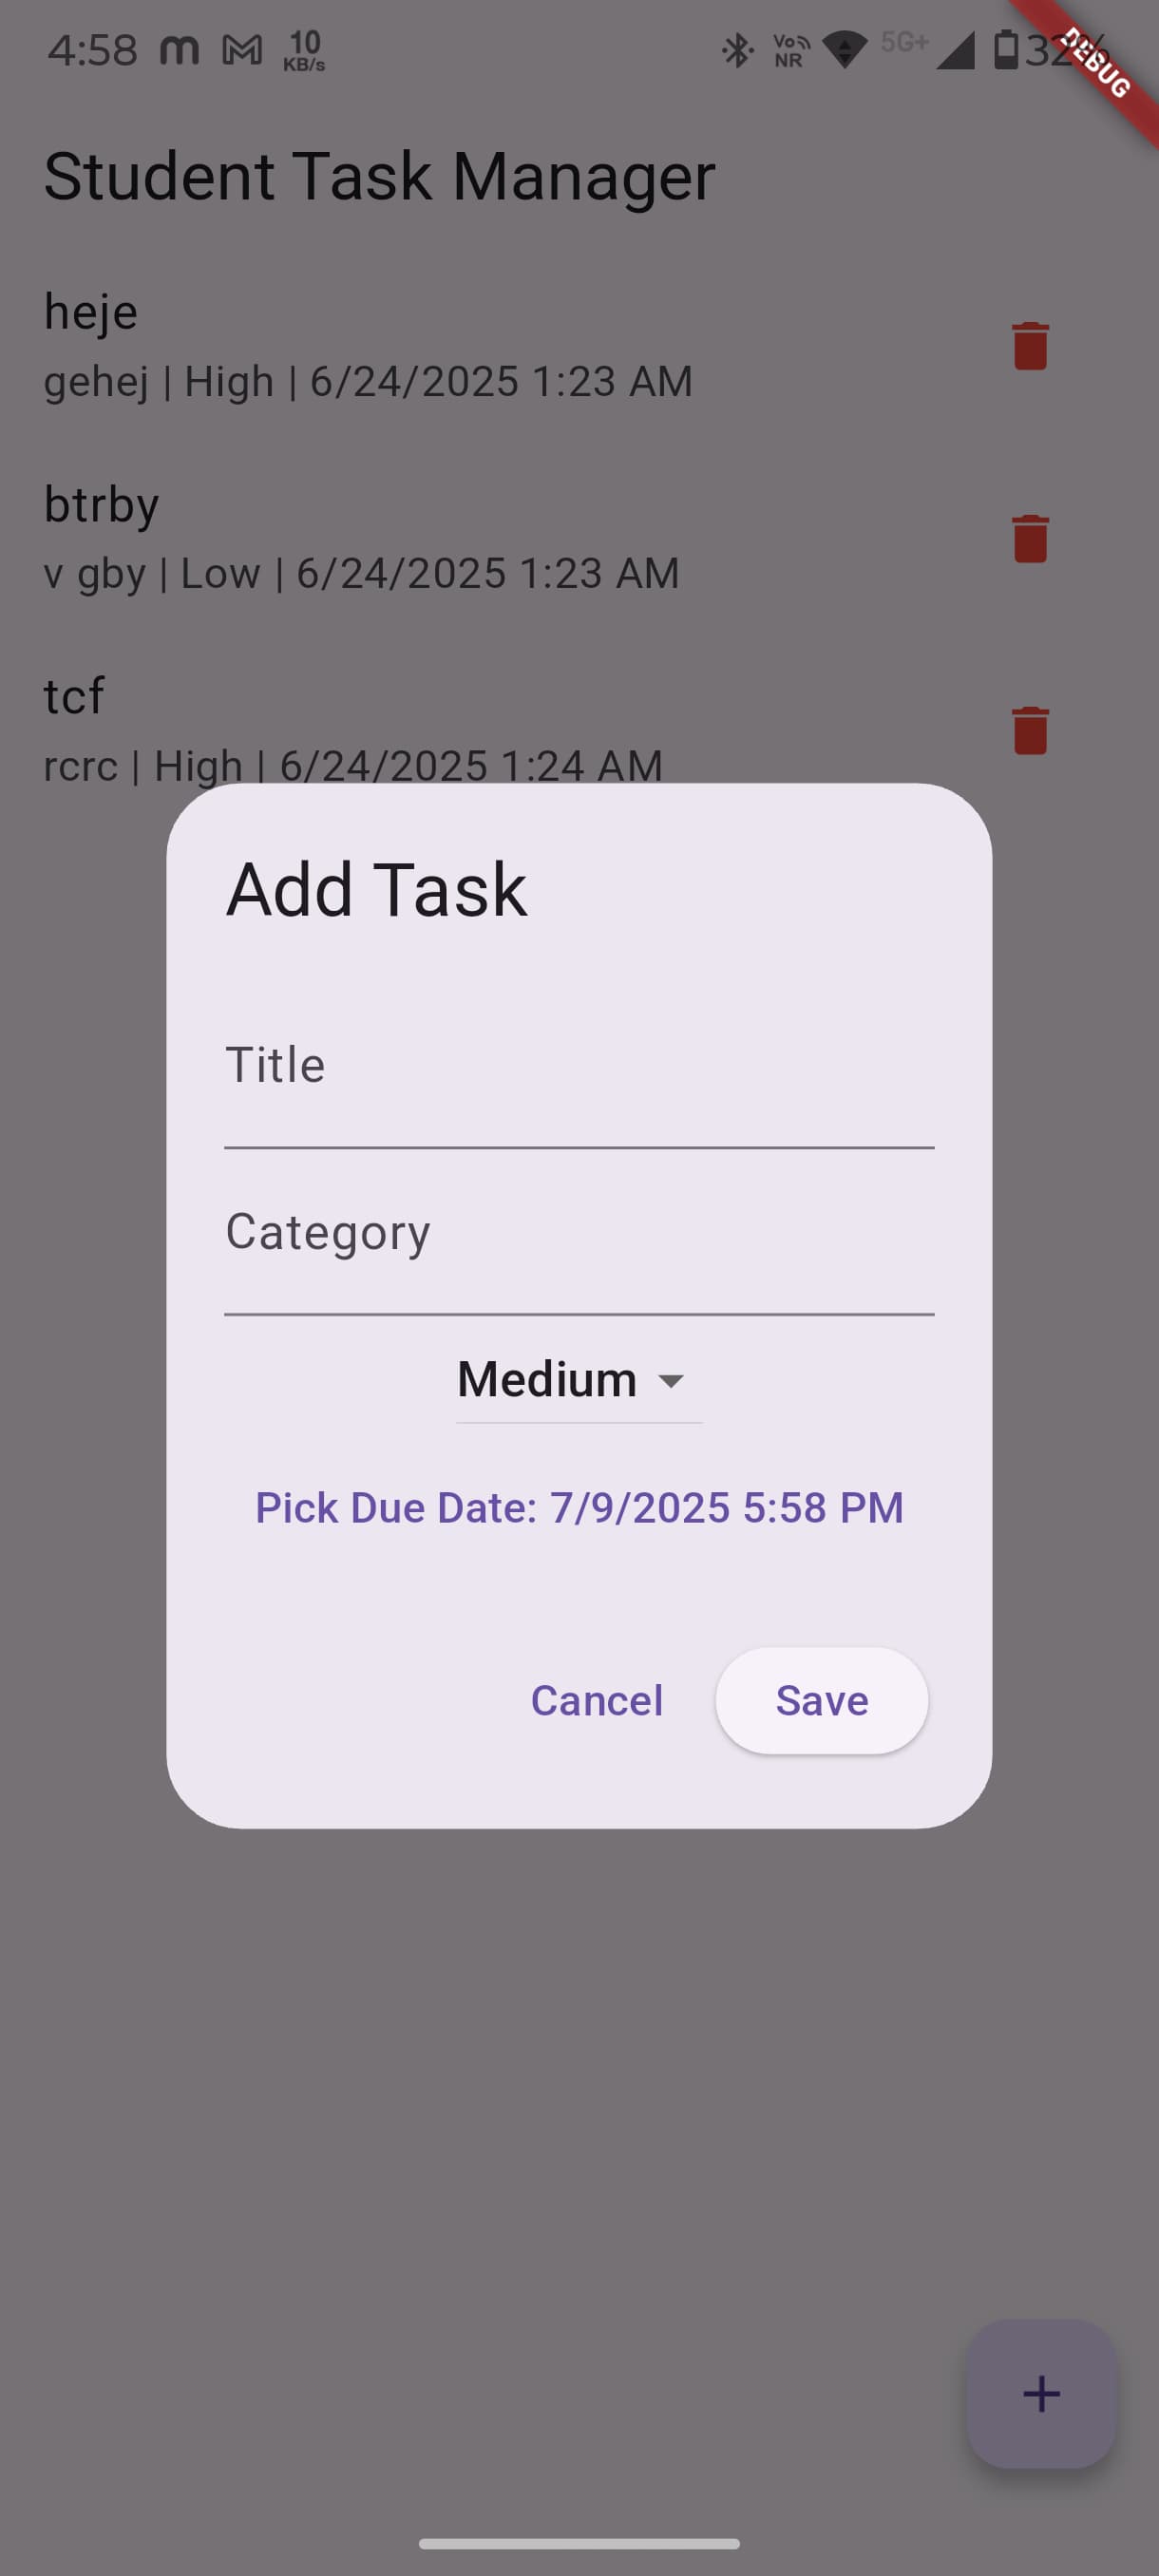 4:58 10 KB/s Vo NR 5G+ 32%
DEBUG
Student Task Manager
heje
gehej | High | 6/24/2025 1:23 AM
btrby
v gby | Low | 6/24/2025 1:23 AM
tcf
rcrc | High | 6/24/2025 1:24 AM
Add Task
Title
Category
Medium
Pick Due Date: 7/9/2025 5:58 PM
Cancel Save